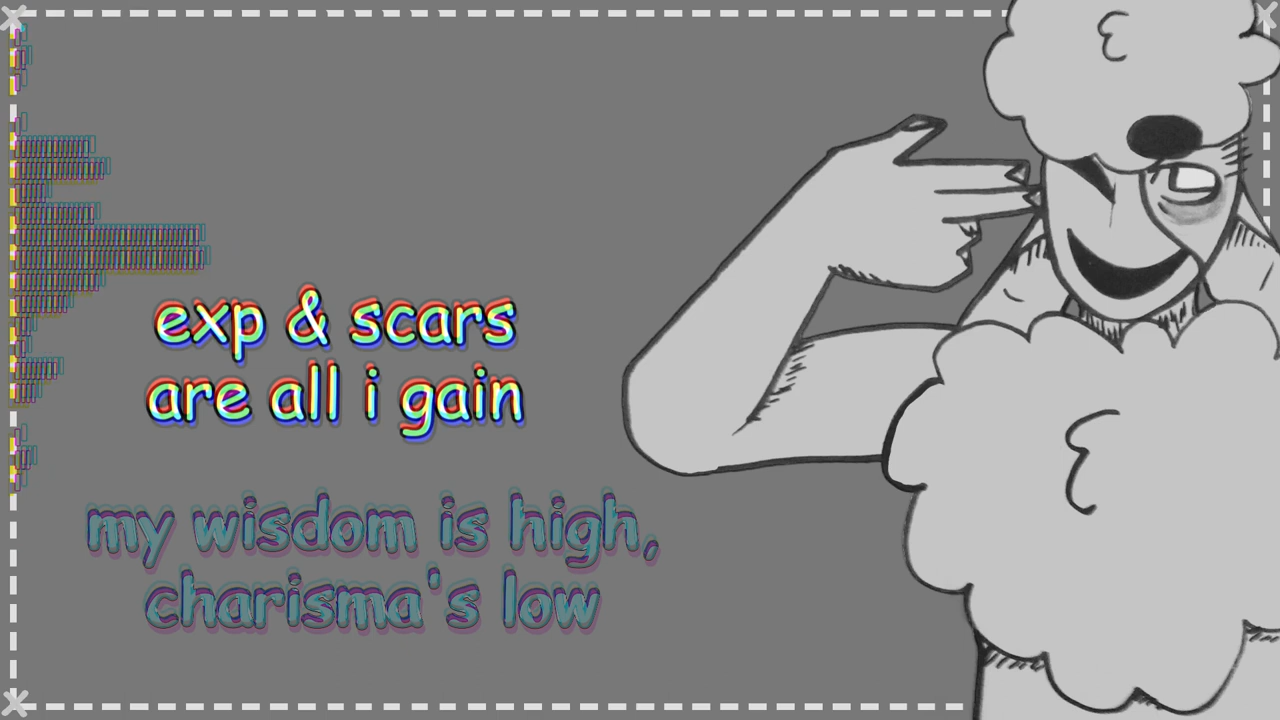 exp & scars
are all i gain
my wisdom is high,
charisma's low